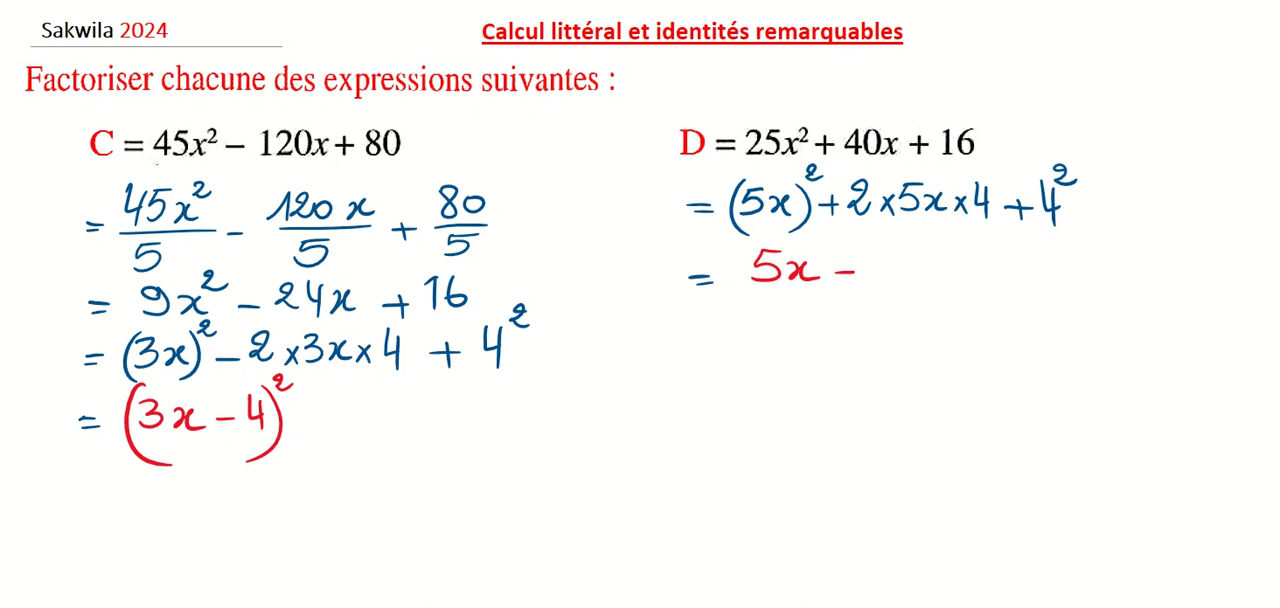 Sakwila 2024
Calcul littéral et identités remarquables
Factoriser chacune des expressions suivantes :
C = 45x² – 120x + 80
= 45x²/5 - 120x/5 + 80/5
= 9x² - 24x + 16
= (3x)² - 2×3x×4 + 4²
= (3x - 4)²
D = 25x² + 40x + 16
= (5x)² + 2×5x×4 + 4²
= 5x -